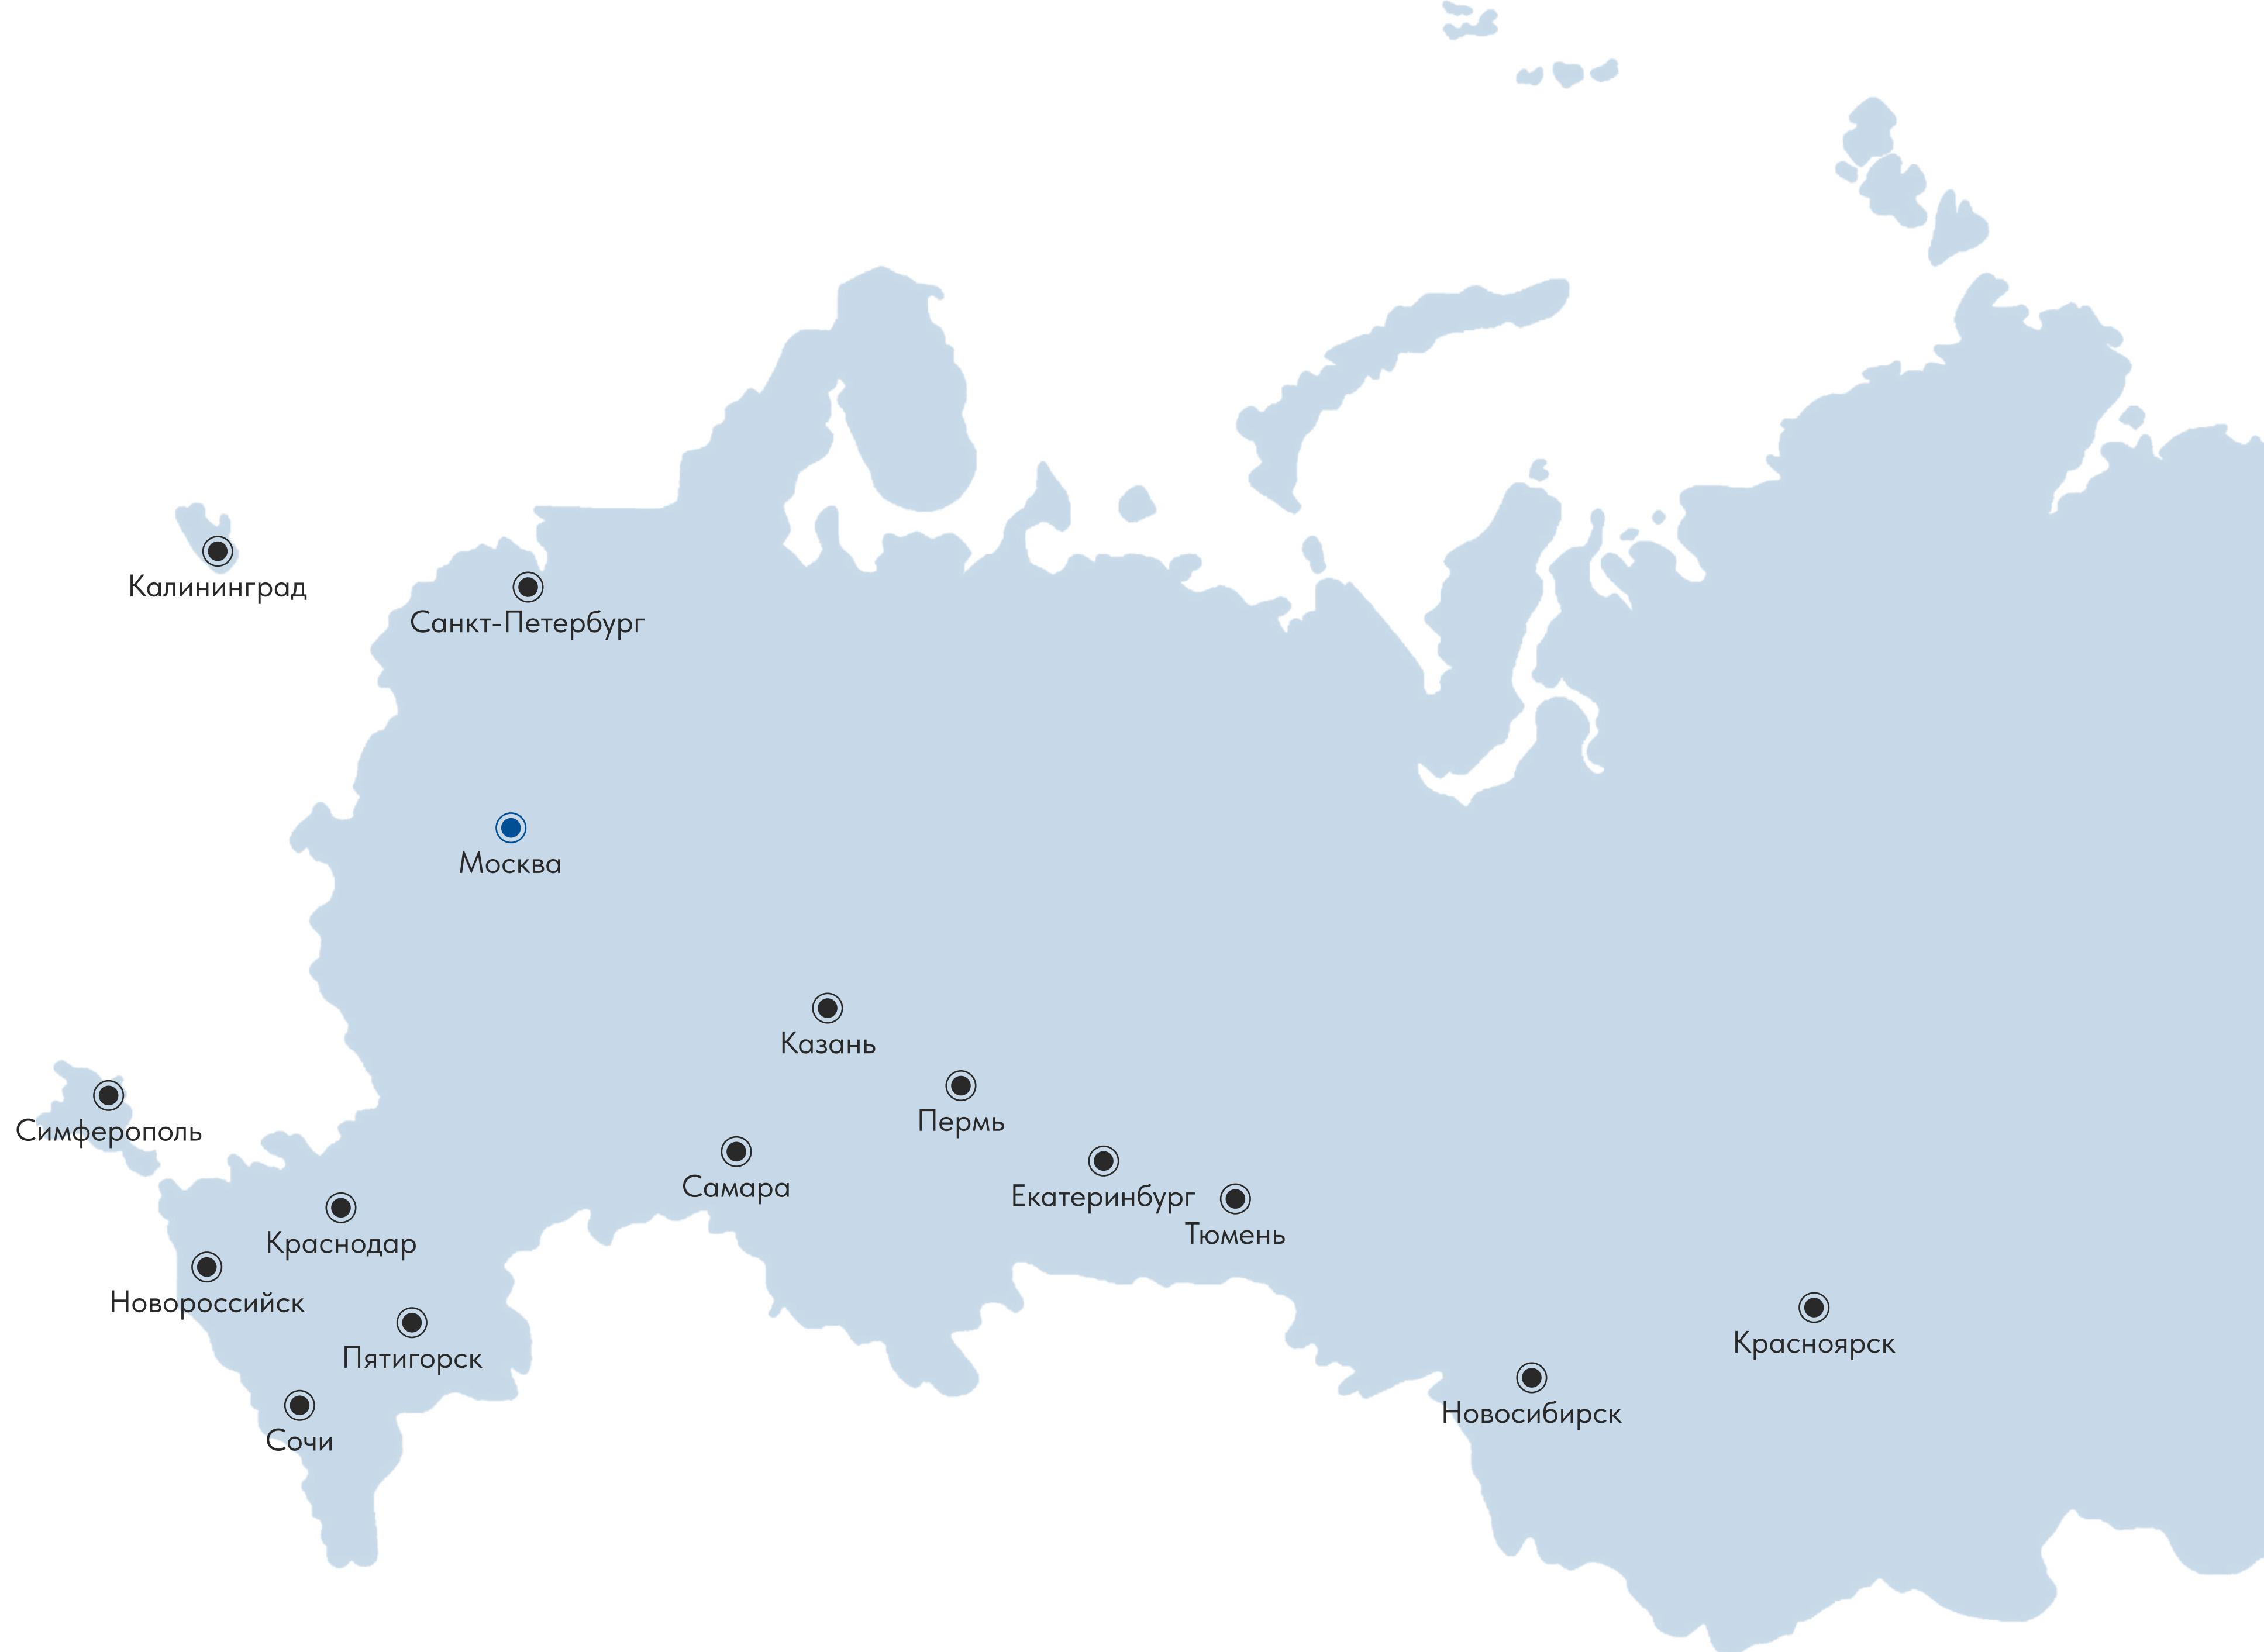 Калининград
Санкт-Петербург
Москва
Казань
Пермь
Симферополь
Самара
Екатеринбург
Тюмень
Краснодар
Новороссийск
Красноярск
Пятигорск
Новосибирск
Сочи